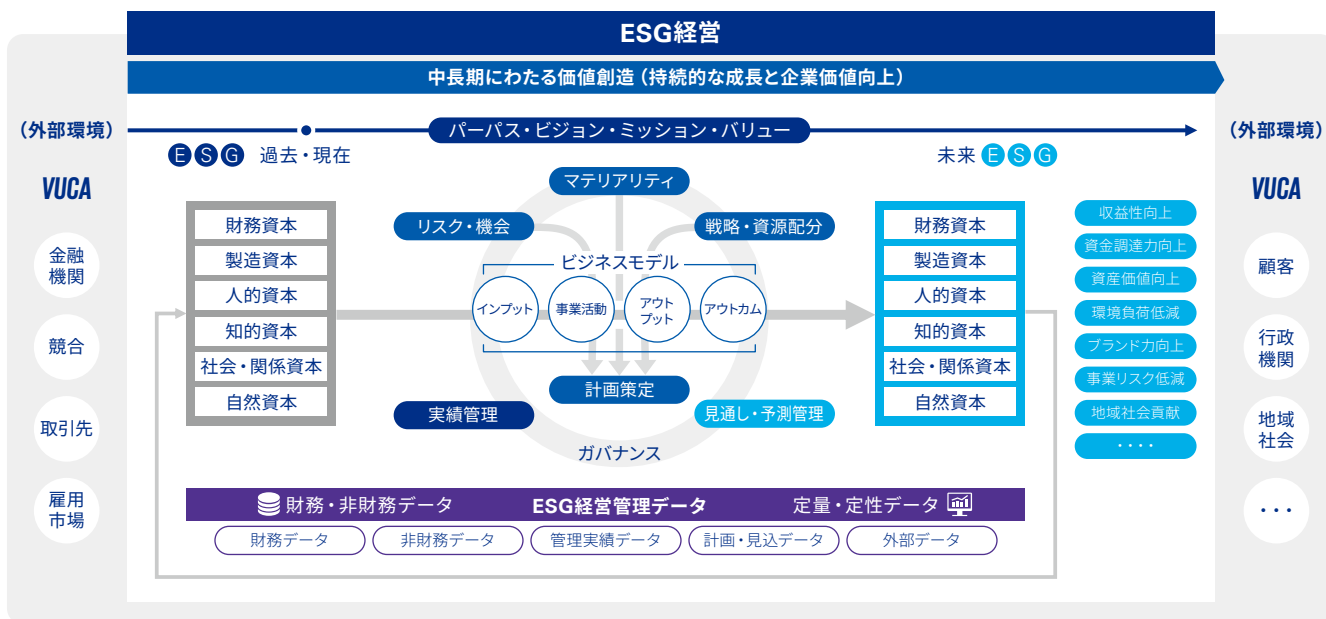 ESG経営
中長期にわたる価値創造（持続的な成長と企業価値向上）
（外部環境）
VUCA
金融
機関
競合
取引先
雇用
市場
パーパス・ビジョン・ミッション・バリュー
E S G 過去・現在
未来 E S G
財務資本
製造資本
人的資本
知的資本
社会・関係資本
自然資本
マテリアリティ
リスク・機会
戦略・資源配分
ビジネスモデル
インプット
事業活動
アウト
プット
アウトカム
計画策定
実績管理
見通し・予測管理
ガバナンス
財務資本
製造資本
人的資本
知的資本
社会・関係資本
自然資本
収益性向上
資金調達力向上
資産価値向上
環境負荷低減
ブランド力向上
事業リスク低減
地域社会貢献
・・・・
財務・非財務データ
ESG経営管理データ
定量・定性データ
財務データ
非財務データ
管理実績データ
計画・見込データ
外部データ
（外部環境）
VUCA
顧客
行政
機関
地域
社会
・・・